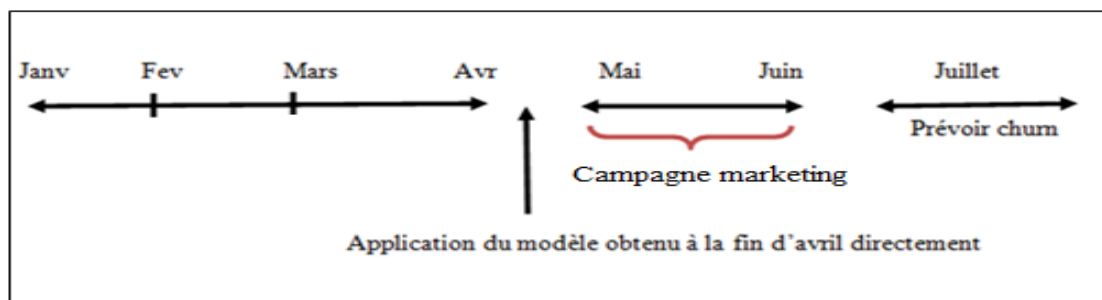 Janv Fev Mars Avr Mai Juin Juillet
Prévoir churn
Campagne marketing
Application du modèle obtenu à la fin d'avril directement